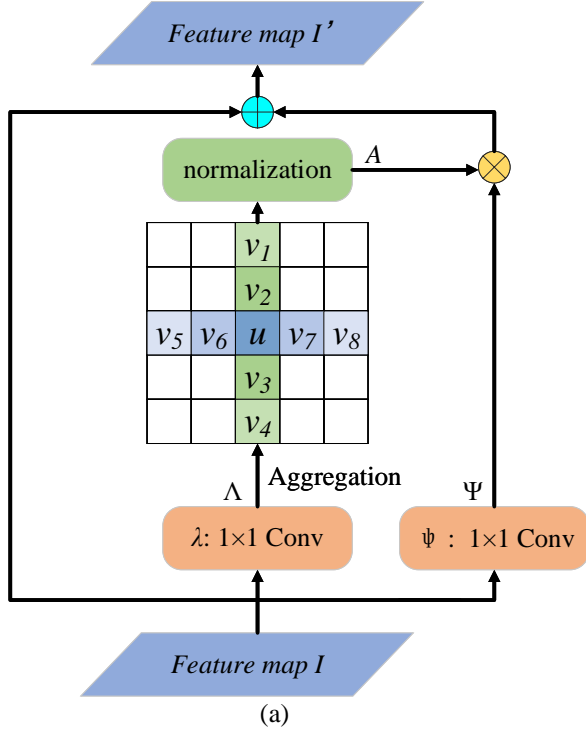 Feature map I’
normalization
A
v1
v2
v5 v6 u v7 v8
v3
v4
Λ Aggregation Ψ
λ: 1×1 Conv
ψ : 1×1 Conv
Feature map I
(a)